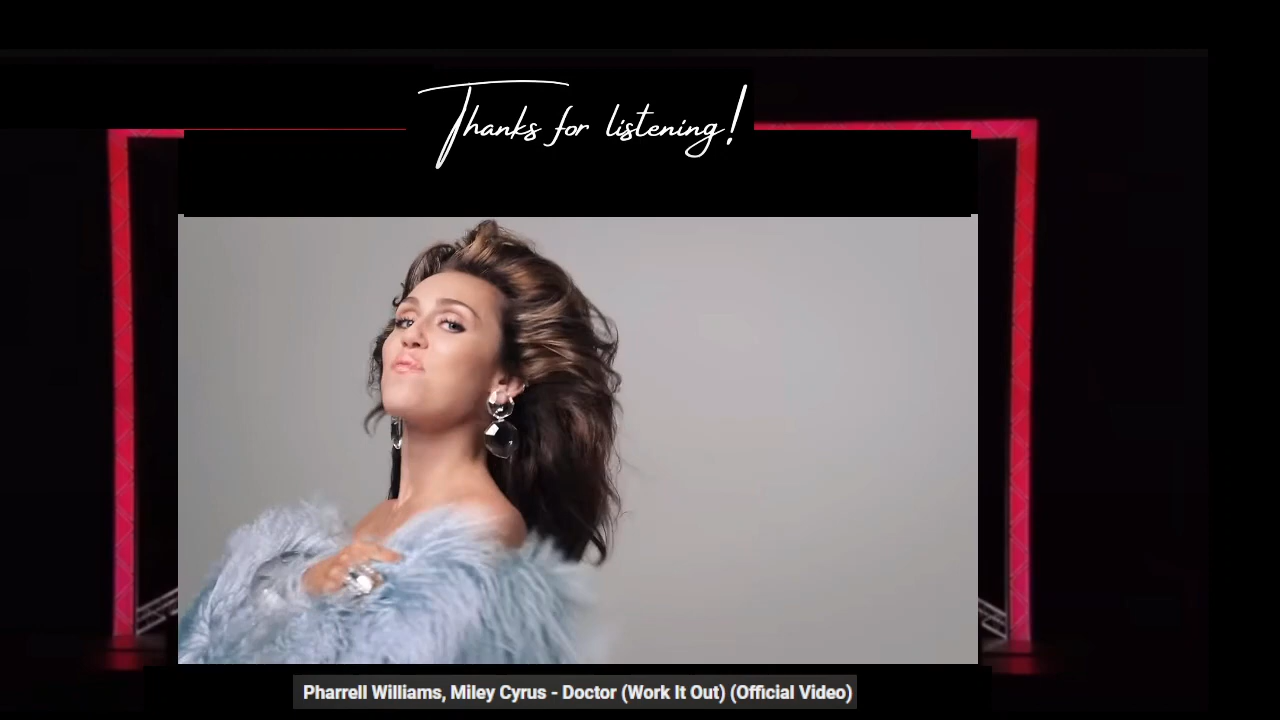 Thanks for listening!
Pharrell Williams, Miley Cyrus - Doctor (Work It Out) (Official Video)